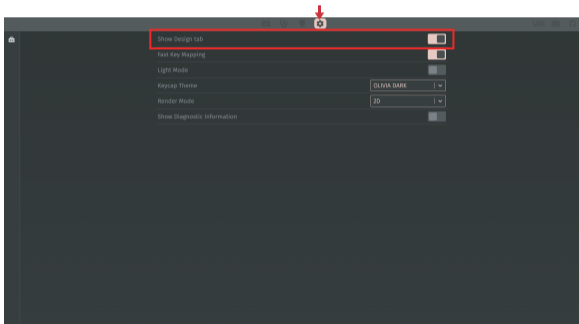 Show Design tab
Fast Key Mapping
Light Mode
Keycap Theme
OLIVIA DARK
Render Mode
2D
Show Diagnostic Information